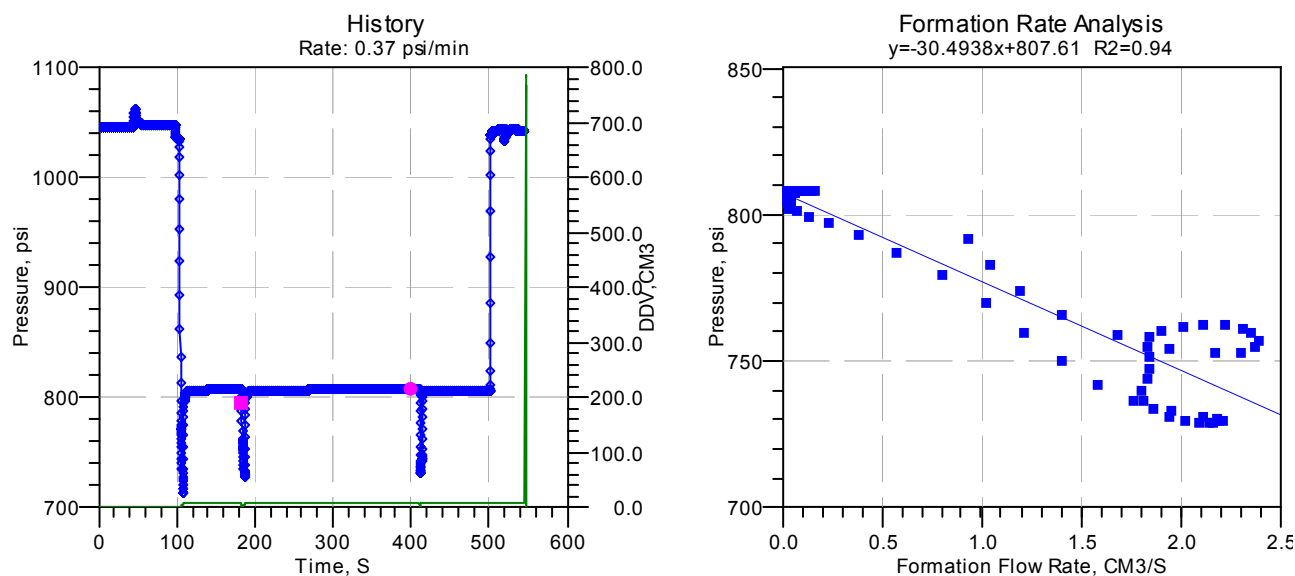 History
Rate: 0.37 psi/min
1100
1000
900
800
700
Pressure, psi
0 100 200 300 400 500 600
Time, S
800.0
700.0
600.0
500.0
400.0
300.0
200.0
100.0
0.0
DDV, CM3
Formation Rate Analysis
y=-30.4938x+807.61 R2=0.94
850
800
750
700
Pressure, psi
0.0 0.5 1.0 1.5 2.0 2.5
Formation Flow Rate, CM3/S